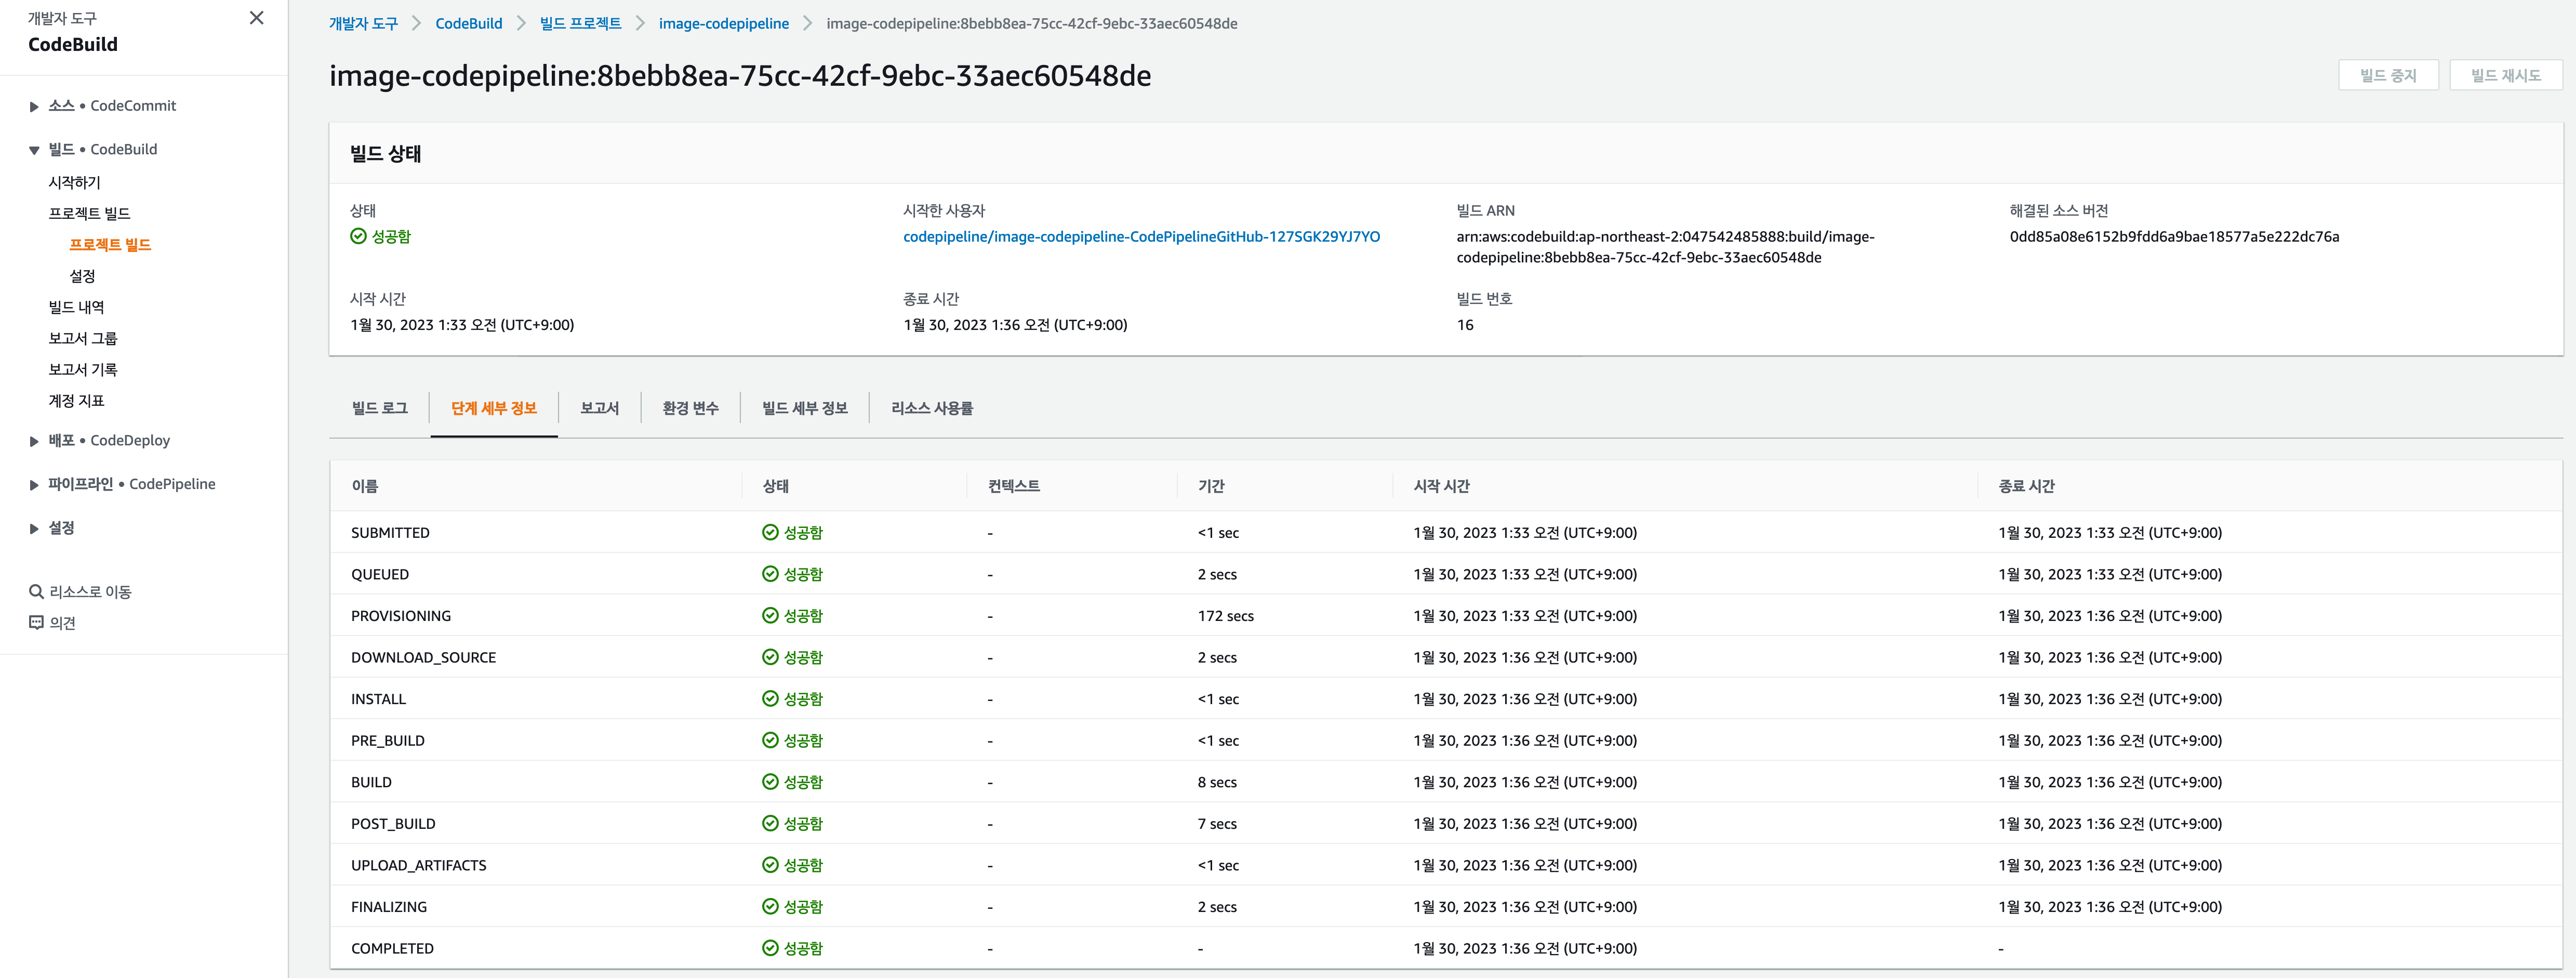 개발자 도구
CodeBuild
소스 • CodeCommit
빌드 • CodeBuild
시작하기
프로젝트 빌드
프로젝트 빌드
설정
빌드 내역
보고서 그룹
보고서 기록
계정 지표
배포 • CodeDeploy
파이프라인 • CodePipeline
설정
리소스로 이동
의견
개발자 도구 > CodeBuild > 빌드 프로젝트 > image-codepipeline > image-codepipeline:8bebb8ea-75cc-42cf-9ebc-33aec60548de
image-codepipeline:8bebb8ea-75cc-42cf-9ebc-33aec60548de
빌드 중지 빌드 재시도
빌드 상태
상태
성공함
시작한 사용자
codepipeline/image-codepipeline-CodePipelineGitHub-127SGK29YJ7YO
빌드 ARN
arn:aws:codebuild:ap-northeast-2:047542485888:build/image-
codepipeline:8bebb8ea-75cc-42cf-9ebc-33aec60548de
해결된 소스 버전
0dd85a08e6152b9fdd6a9bae18577a5e222dc76a
시작 시간
1월 30, 2023 1:33 오전 (UTC+9:00)
종료 시간
1월 30, 2023 1:36 오전 (UTC+9:00)
빌드 번호
16
빌드 로그 단계 세부 정보 보고서 환경 변수 빌드 세부 정보 리소스 사용률
이름 상태 컨텍스트 기간 시작 시간 종료 시간
SUBMITTED 성공함 - <1 sec 1월 30, 2023 1:33 오전 (UTC+9:00) 1월 30, 2023 1:33 오전 (UTC+9:00)
QUEUED 성공함 - 2 secs 1월 30, 2023 1:33 오전 (UTC+9:00) 1월 30, 2023 1:33 오전 (UTC+9:00)
PROVISIONING 성공함 - 172 secs 1월 30, 2023 1:33 오전 (UTC+9:00) 1월 30, 2023 1:36 오전 (UTC+9:00)
DOWNLOAD_SOURCE 성공함 - 2 secs 1월 30, 2023 1:36 오전 (UTC+9:00) 1월 30, 2023 1:36 오전 (UTC+9:00)
INSTALL 성공함 - <1 sec 1월 30, 2023 1:36 오전 (UTC+9:00) 1월 30, 2023 1:36 오전 (UTC+9:00)
PRE_BUILD 성공함 - <1 sec 1월 30, 2023 1:36 오전 (UTC+9:00) 1월 30, 2023 1:36 오전 (UTC+9:00)
BUILD 성공함 - 8 secs 1월 30, 2023 1:36 오전 (UTC+9:00) 1월 30, 2023 1:36 오전 (UTC+9:00)
POST_BUILD 성공함 - 7 secs 1월 30, 2023 1:36 오전 (UTC+9:00) 1월 30, 2023 1:36 오전 (UTC+9:00)
UPLOAD_ARTIFACTS 성공함 - <1 sec 1월 30, 2023 1:36 오전 (UTC+9:00) 1월 30, 2023 1:36 오전 (UTC+9:00)
FINALIZING 성공함 - 2 secs 1월 30, 2023 1:36 오전 (UTC+9:00) 1월 30, 2023 1:36 오전 (UTC+9:00)
COMPLETED 성공함 - - 1월 30, 2023 1:36 오전 (UTC+9:00) -